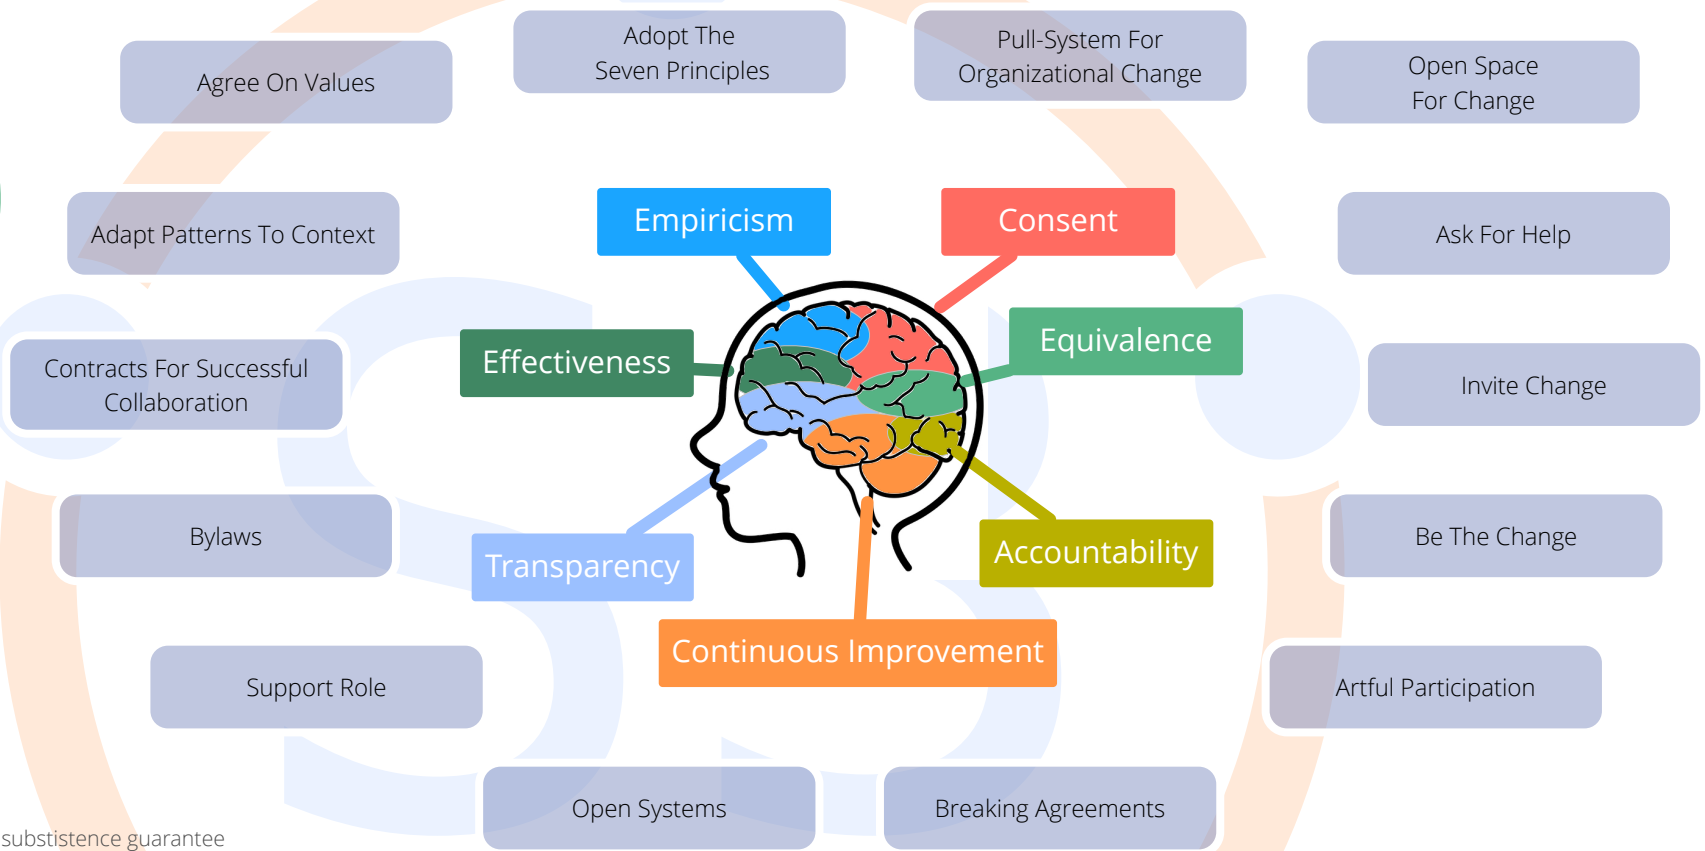 Adopt The
Seven Principles
Pull-System For
Organizational Change
Agree On Values
Open Space
For Change
Empiricism
Consent
Adapt Patterns To Context
Ask For Help
Effectiveness
Equivalence
Contracts For Successful
Collaboration
Invite Change
Bylaws
Transparency
Accountability
Be The Change
Continuous Improvement
Support Role
Artful Participation
Open Systems
Breaking Agreements
substistence guarantee